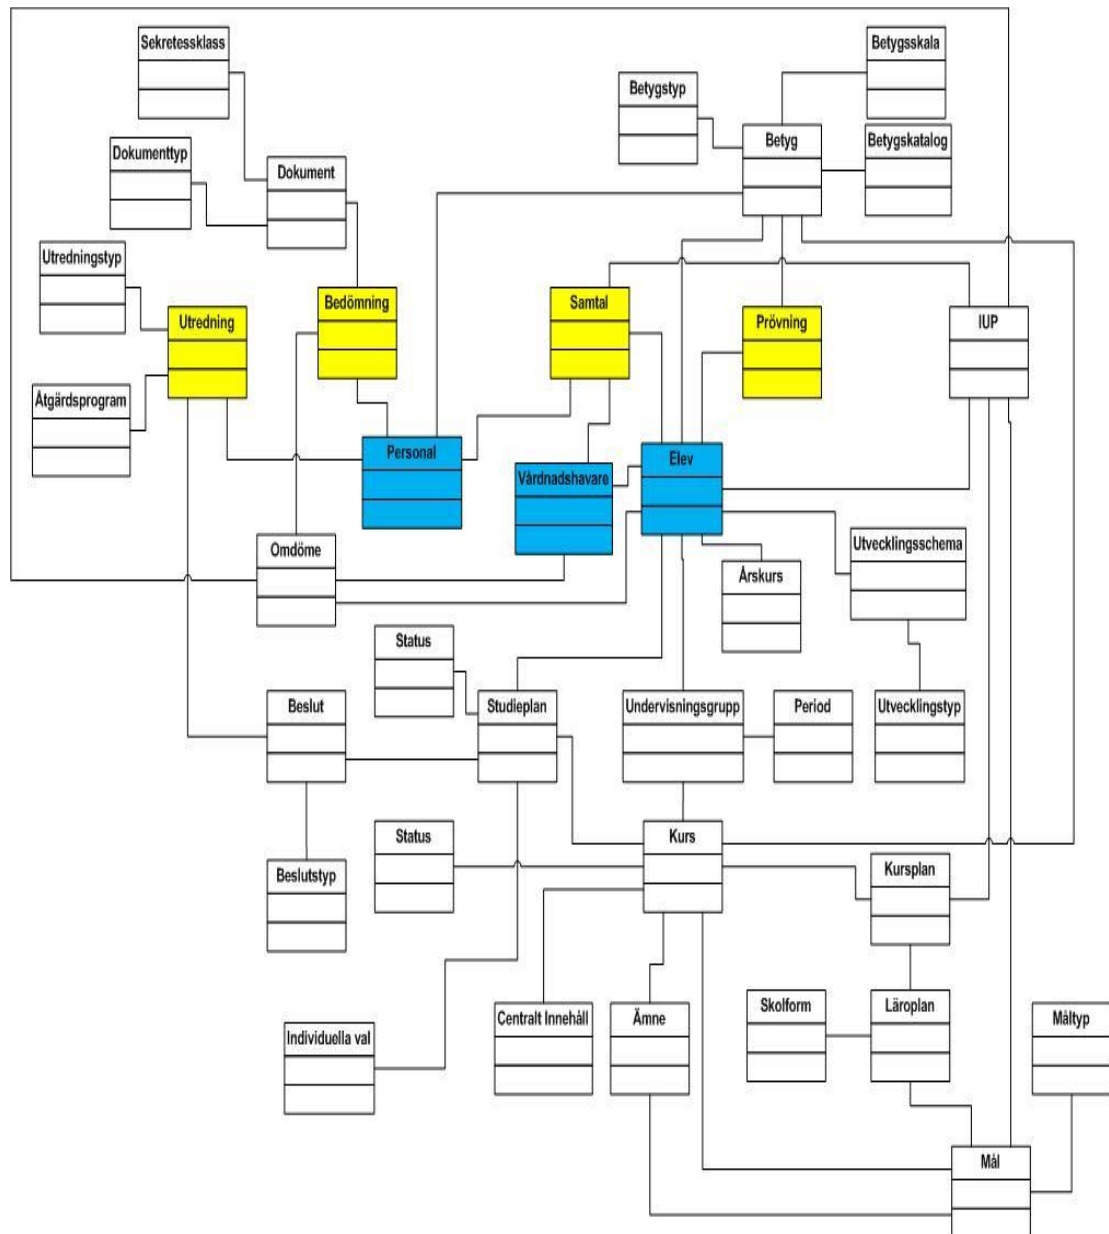 Sekretessklass
Betygsskala
Betygstyp
Betyg
Betygskatalog
Dokumenttyp
Dokument
Utredningstyp
Bedömning
Samtal
Utredning
Prövning
IUP
Åtgärdsprogram
Personal
Elev
Vårdnadshavare
Omdöme
Utvecklingsschema
Årskurs
Status
Beslut
Studieplan
Undervisningsgrupp
Period
Utvecklingstyp
Status
Kurs
Beslutstyp
Kursplan
Centralt Innehåll
Ämne
Skolform
Läroplan
Måltyp
Individuella val
Mål